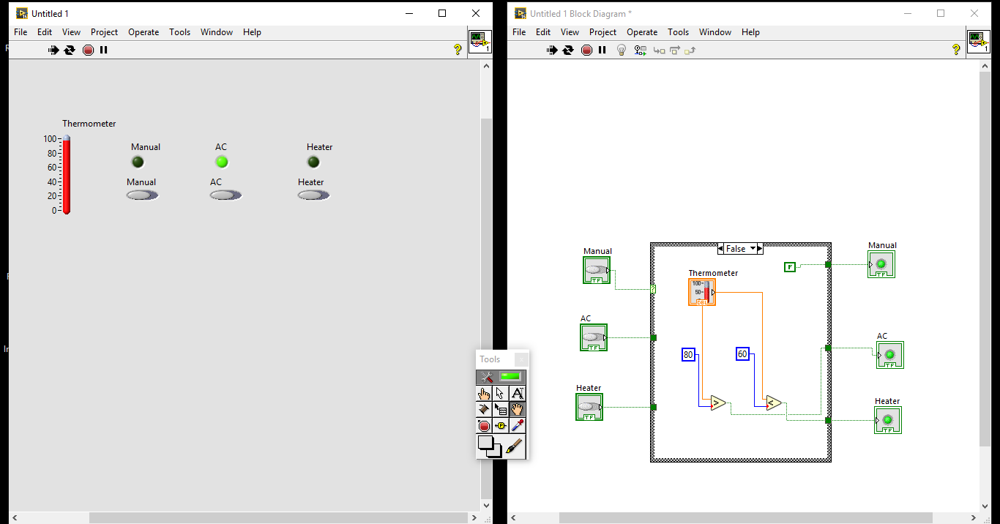 Untitled 1
File Edit View Project Operate Tools Window Help
?
1
Thermometer
100
80
60
40
20
0
Manual AC Heater
Manual AC Heater
Untitled 1 Block Diagram *
File Edit View Project Operate Tools Window Help
?
1
False
Manual
TF
?
Thermometer
100
50
DBL
F
Manual
TF
AC
TF
80
60
AC
TF
Heater
TF
>
<
Heater
TF
Tools
x
A
P